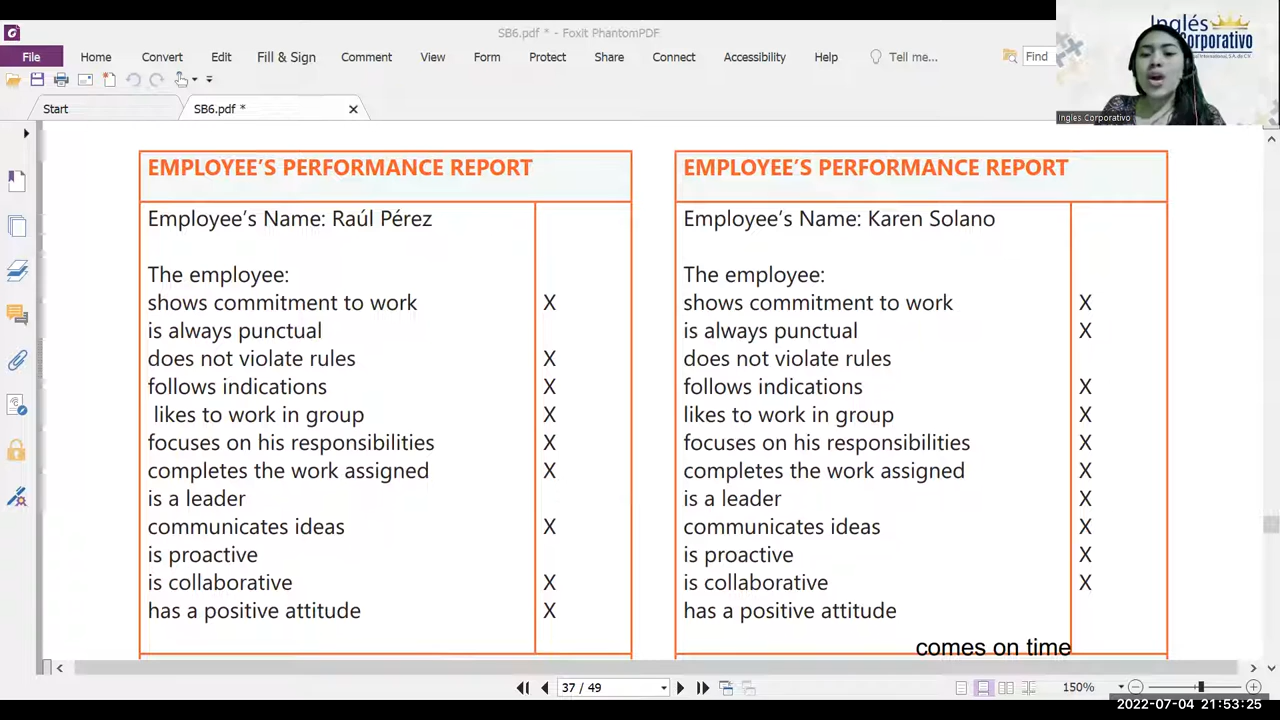 SB6.pdf * - Foxit PhantomPDF
Inglés
Corporativo
File Home Convert Edit Fill & Sign Comment View Form Protect Share Connect Accessibility Help Tell me... Find
Start SB6.pdf *
Ingles Corporativo
EMPLOYEE'S PERFORMANCE REPORT
Employee's Name: Raúl Pérez
The employee:
shows commitment to work X
is always punctual
does not violate rules X
follows indications X
likes to work in group X
focuses on his responsibilities X
completes the work assigned X
is a leader
communicates ideas X
is proactive
is collaborative X
has a positive attitude X
EMPLOYEE'S PERFORMANCE REPORT
Employee's Name: Karen Solano
The employee:
shows commitment to work X
is always punctual X
does not violate rules
follows indications X
likes to work in group X
focuses on his responsibilities X
completes the work assigned X
is a leader X
communicates ideas X
is proactive X
is collaborative X
has a positive attitude
comes on time
37 / 49 150%
2022-07-04 21:53:25